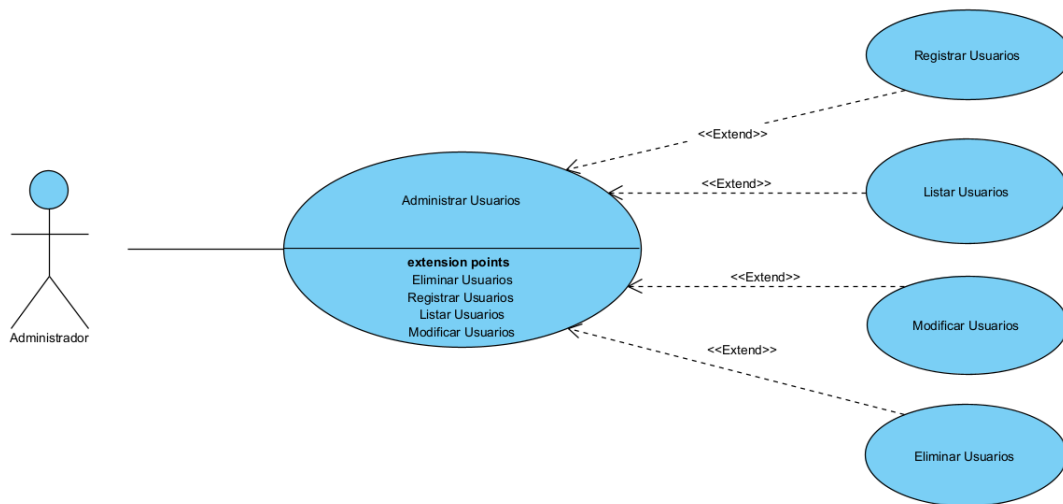 Registrar Usuarios
<<Extend>>
Administrar Usuarios
<<Extend>>
Listar Usuarios
extension points
Eliminar Usuarios
Registrar Usuarios
Listar Usuarios
Modificar Usuarios
<<Extend>>
Modificar Usuarios
Administrador
<<Extend>>
Eliminar Usuarios